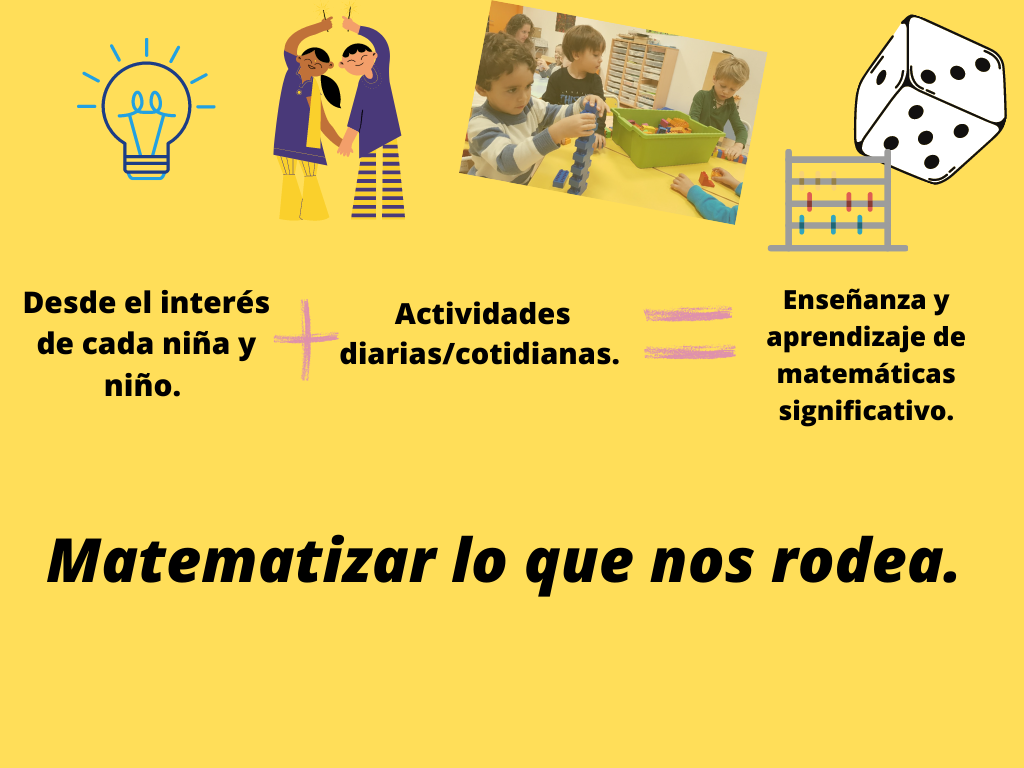 Desde el interés
de cada niña y
niño.
+
Actividades
diarias/cotidianas.
=
Enseñanza y
aprendizaje de
matemáticas
significativo.
Matematizar lo que nos rodea.